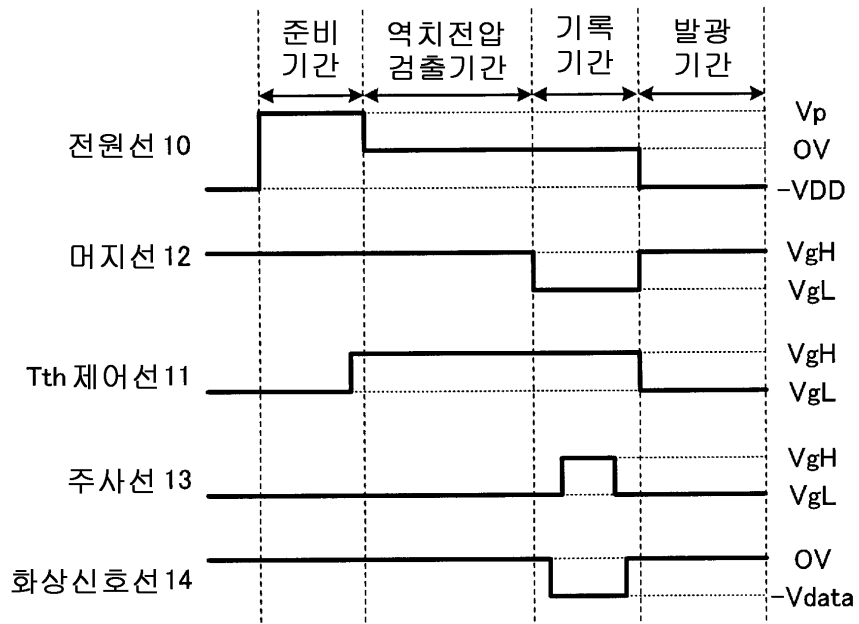 준비
기간
역치전압
검출기간
기록
기간
발광
기간
전원선 10
Vp
0V
-VDD
머지선 12
VgH
VgL
Tth 제어선 11
VgH
VgL
주사선 13
VgH
VgL
화상신호선 14
0V
-Vdata